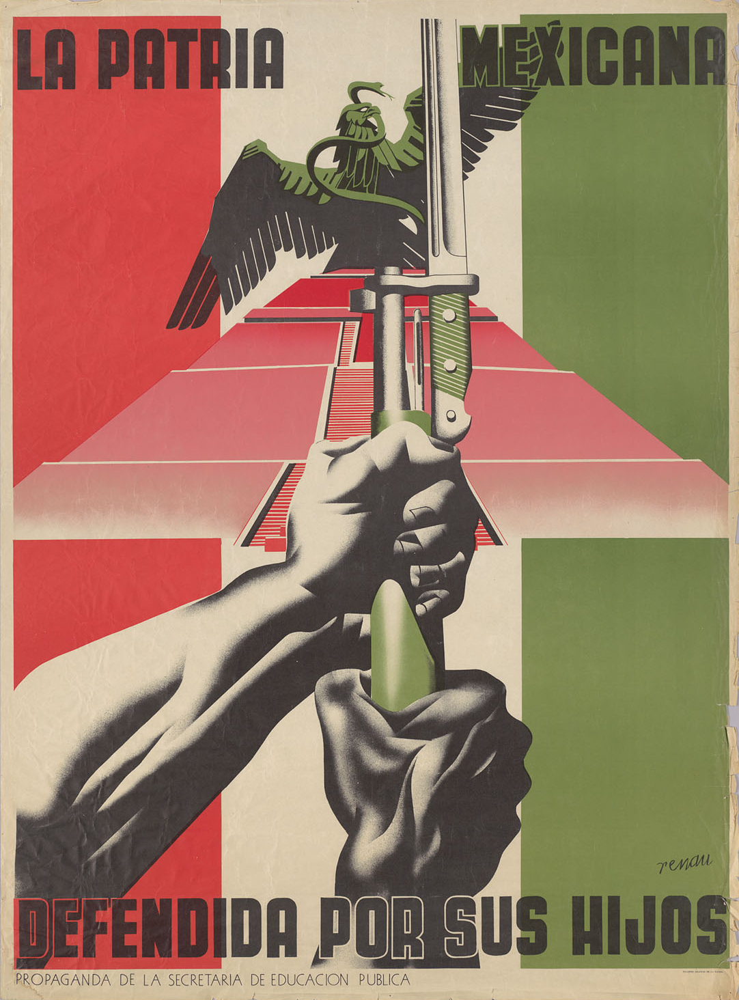 LA PATRIA MEXICANA
renau
DEFENDIDA POR SUS HIJOS
PROPAGANDA DE LA SECRETARIA DE EDUCACION PUBLICA